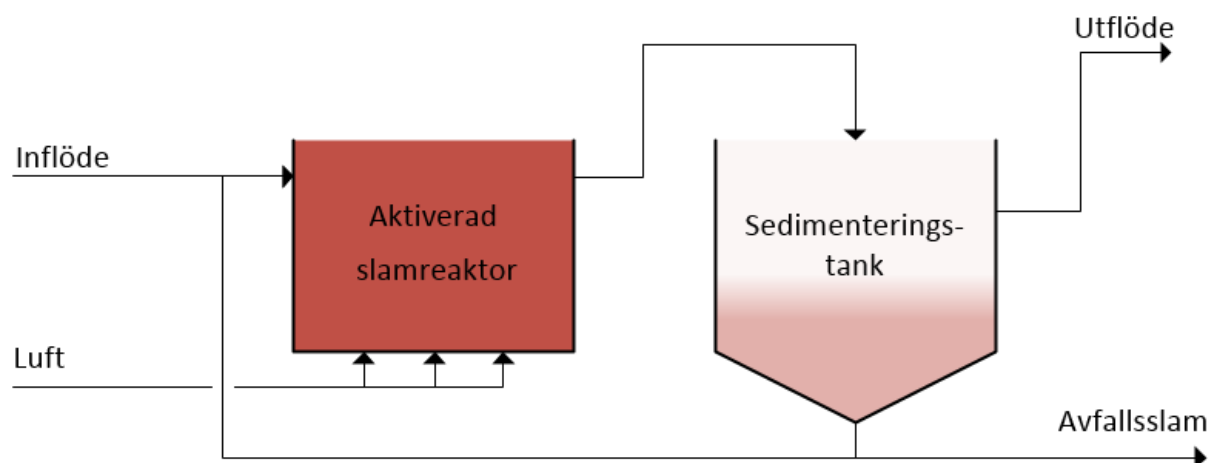 Utflöde
Inflöde
Aktiverad
slamreaktor
Sedimenterings-
tank
Luft
Avfallsslam